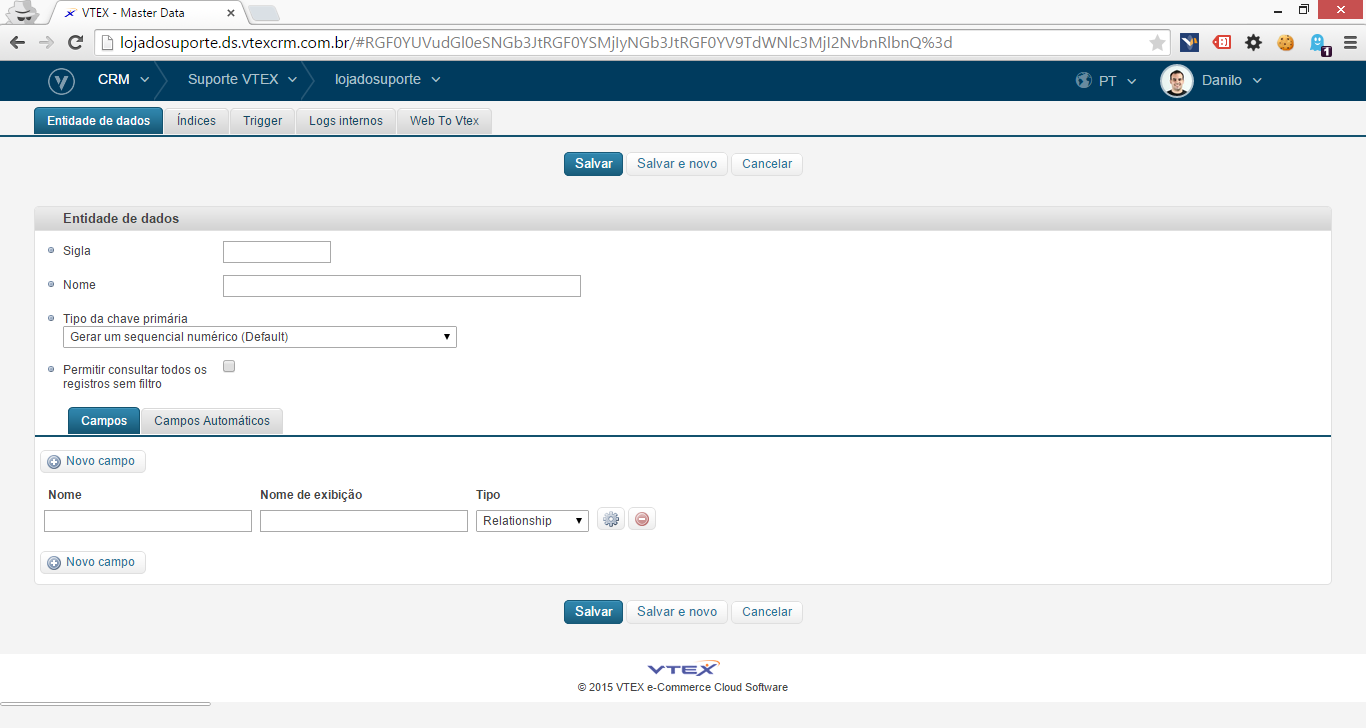 VTEX - Master Data
lojadosuporte.ds.vtexcrm.com.br/#RGF0YUVudGl0eSNGb3JtRGF0YSMjIyNGb3JtRGF0YV9TdWNlc3MjI2NvbnRlbnQ%3d
1
CRM Suporte VTEX lojadosuporte PT Danilo
Entidade de dados Índices Trigger Logs internos Web To Vtex
Salvar Salvar e novo Cancelar
Entidade de dados
Sigla
Nome
Tipo da chave primária
Gerar um sequencial numérico (Default)
Permitir consultar todos os
registros sem filtro
Campos Campos Automáticos
Novo campo
Nome Nome de exibição Tipo
Relationship
Novo campo
Salvar Salvar e novo Cancelar
VTEX
© 2015 VTEX e-Commerce Cloud Software